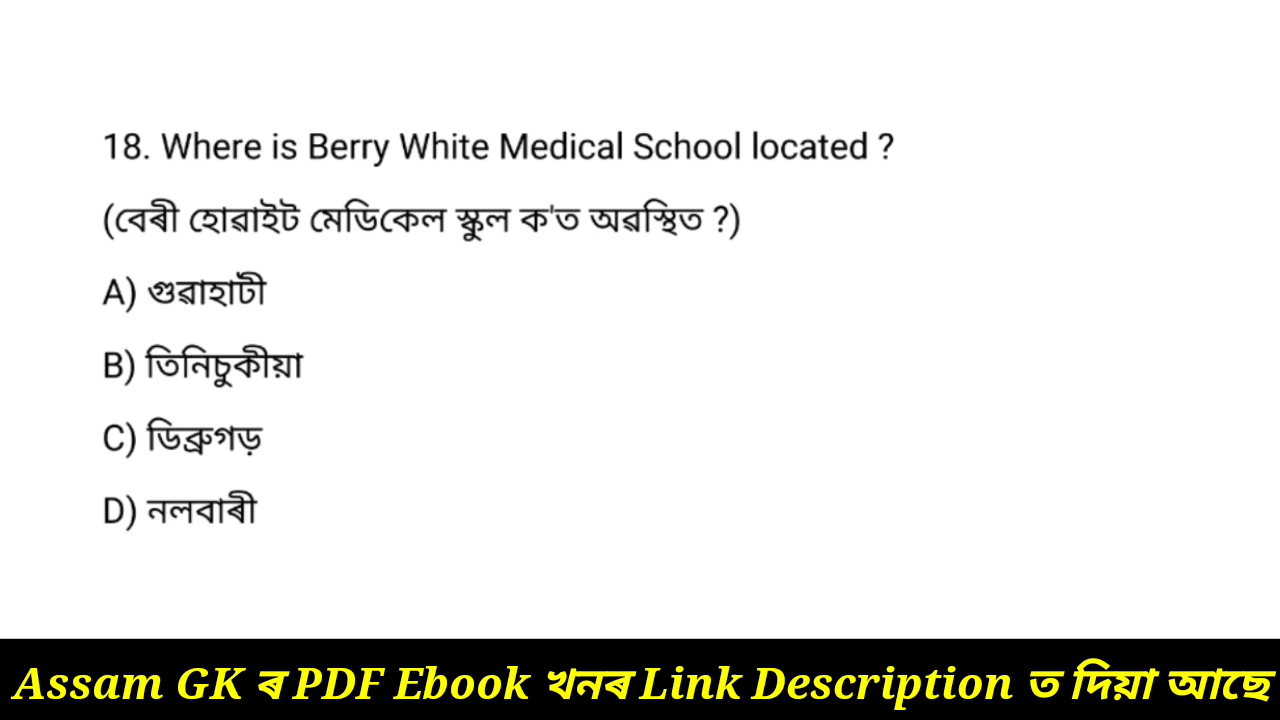 18. Where is Berry White Medical School located ?
(বেৰী হোৱাইট মেডিকেল স্কুল ক'ত অৱস্থিত ?)
A) গুৱাহাটী
B) তিনিচুকীয়া
C) ডিব্ৰুগড়
D) নলবাৰী
Assam GK ৰ PDF Ebook খনৰ Link Description ত দিয়া আছে